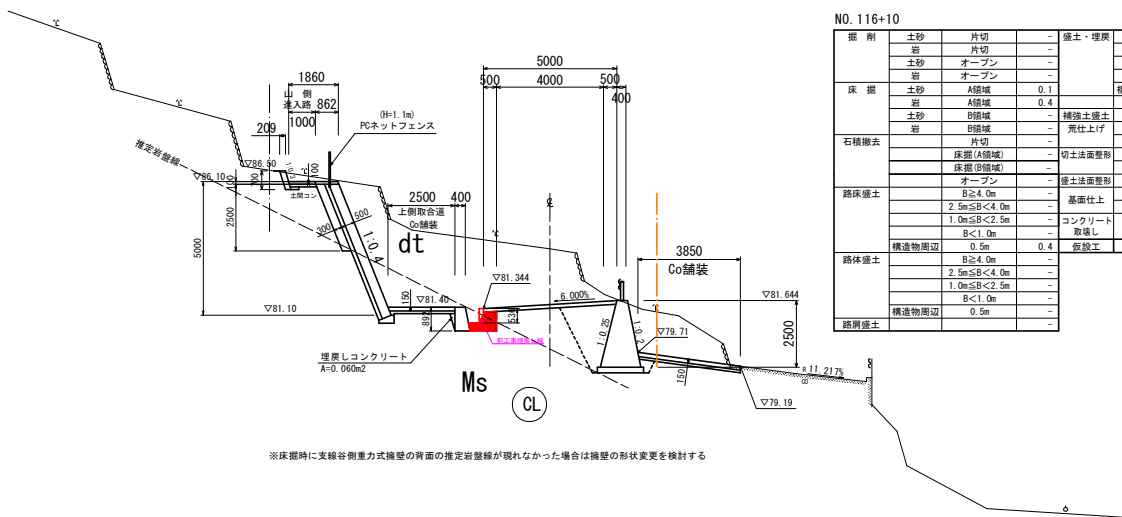 NO. 116+10
掘 削 土砂 片切 - 盛土・埋戻
岩 片切 -
土砂 オープン -
岩 オープン -
床 掘 土砂 A領域 0.1
岩 A領域 0.4
土砂 B領域 - 補強土盛土
岩 B領域 - 荒仕上げ
石積撤去 片切 -
床掘(A領域) - 切土法面整形
床掘(B領域) -
オープン - 盛土法面整形
路床盛土 B≧4.0m - 基面仕上
2.5m≦B<4.0m -
1.0m≦B<2.5m - コンクリート
B<1.0m - 取壊し
構造物周辺 0.5m 0.4 仮設工
路体盛土 B≧4.0m -
2.5m≦B<4.0m -
1.0m≦B<2.5m -
B<1.0m -
構造物周辺 0.5m -
路肩盛土 -
5000
500 4000 500
400
1860
山 側
進入路 862
1000
209
(H=1.1m)
PCネットフェンス
推定岩盤線
▽86.50
▽86.10
100
土間コン
2500
5000
300
500
1:0.4
2500 400
上側取合道
Co舗装
dt
▽81.344
6.000%
3850
Co舗装
▽81.644
150
▽81.40
892
▽81.10
1:0.25
1:0.2
▽79.71
2500
埋戻しコンクリート
A=0.060m2
Ms
CL
150
11.217%
▽79.19
※床掘時に支線谷側重力式擁壁の背面の推定岩盤線が現れなかった場合は擁壁の形状変更を検討する